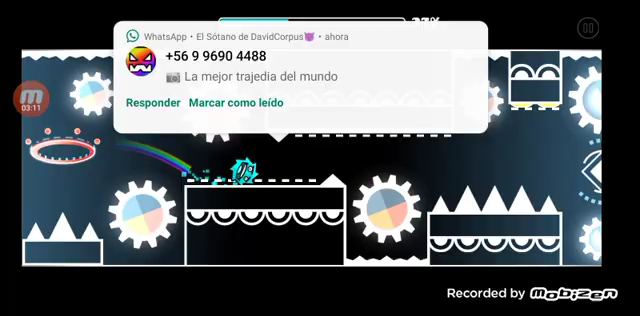 WhatsApp • El Sótano de DavidCorpus😈 • ahora
+56 9 9690 4488
📷 La mejor trajedia del mundo
Responder Marcar como leído
03:11
Recorded by mobizen